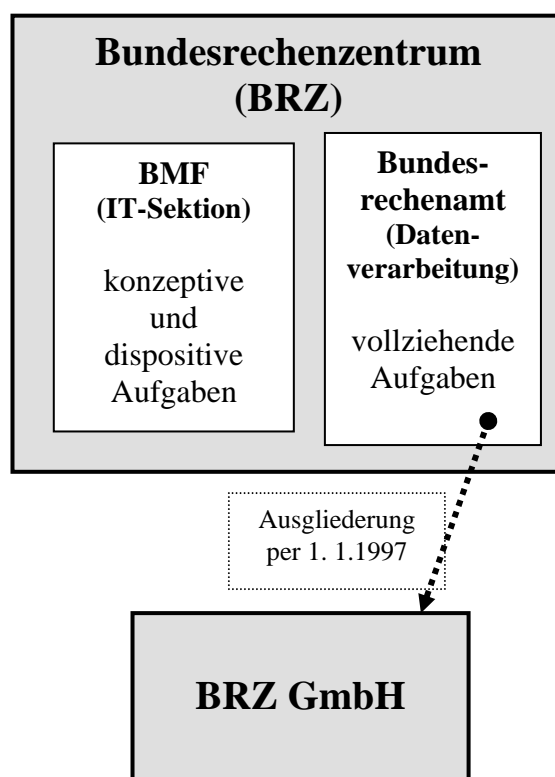 Bundesrechenzentrum
(BRZ)
BMF
(IT-Sektion)
konzeptive
und
dispositive
Aufgaben
Bundes-
rechenamt
(Daten-
verarbeitung)
vollziehende
Aufgaben
Ausgliederung
per 1. 1.1997
BRZ GmbH